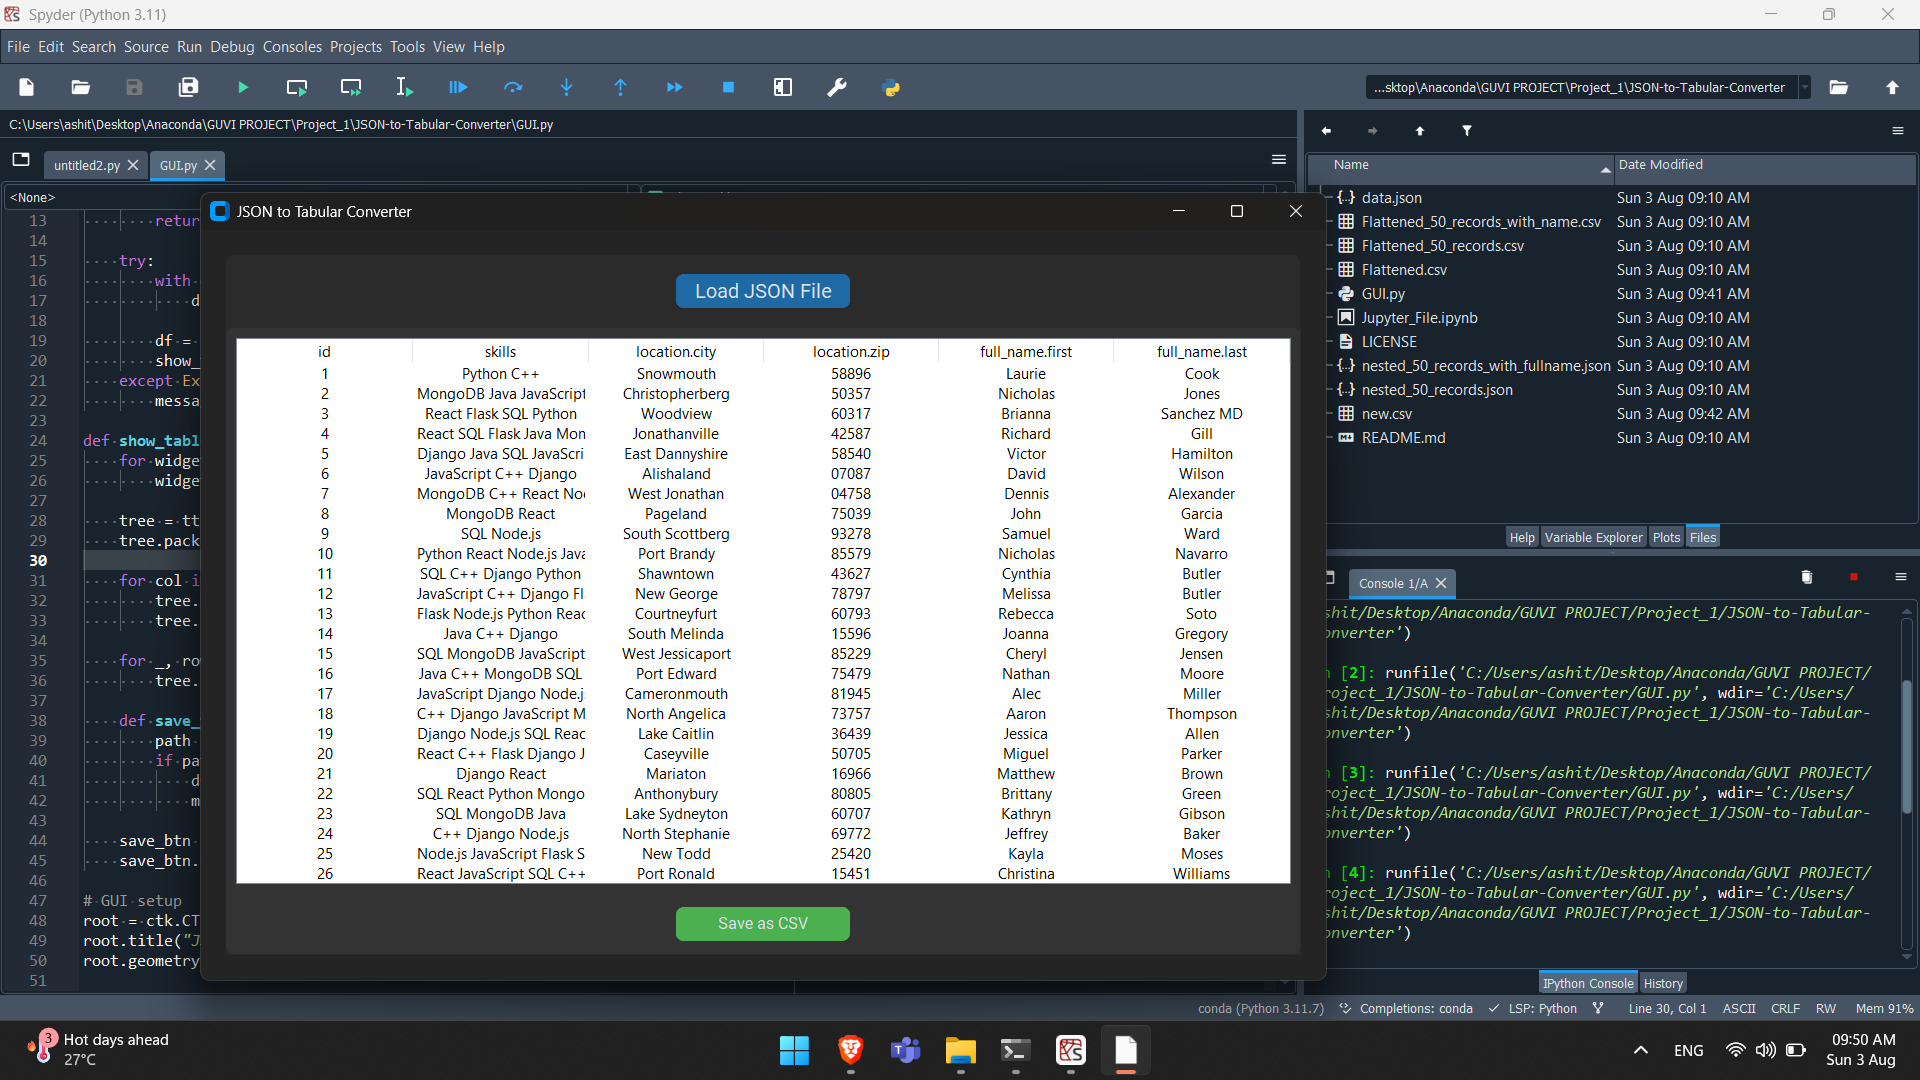 Spyder (Python 3.11)
File Edit Search Source Run Debug Consoles Projects Tools View Help
...sktop\Anaconda\GUVI PROJECT\Project_1\JSON-to-Tabular-Converter
C:\Users\ashit\Desktop\Anaconda\GUVI PROJECT\Project_1\JSON-to-Tabular-Converter\GUI.py
untitled2.py GUI.py
<None>
13 retur
14
15 try:
16 with
17 d
18
19 df =
20 show_
21 except Ex
22 messa
23
24 def show_tabl
25 for widge
26 widge
27
28 tree = tt
29 tree.pack
30
31 for col i
32 tree.
33 tree.
34
35 for _, ro
36 tree.
37
38 def save_
39 path
40 if pa
41 d
42 m
43
44 save_btn
45 save_btn.
46
47 # GUI setup
48 root = ctk.CT
49 root.title("J
50 root.geometry
51
JSON to Tabular Converter
Load JSON File
id skills location.city location.zip full_name.first full_name.last
1 Python C++ Snowmouth 58896 Laurie Cook
2 MongoDB Java JavaScript Christopherberg 50357 Nicholas Jones
3 React Flask SQL Python Woodview 60317 Brianna Sanchez MD
4 React SQL Flask Java Mon Jonathanville 42587 Richard Gill
5 Django Java SQL JavaScri East Dannyshire 58540 Victor Hamilton
6 JavaScript C++ Django Alishaland 07087 David Wilson
7 MongoDB C++ React No Jest Jonathan 04758 Dennis Alexander
8 MongoDB React Pageland 75039 John Garcia
9 SQL Node.js South Scottberg 93278 Samuel Ward
10 Python React Node.js Java Port Brandy 85579 Nicholas Navarro
11 SQL C++ Django Python Shawntown 43627 Cynthia Butler
12 JavaScript C++ Django Fl New George 78797 Melissa Butler
13 Flask Node.js Python Reac Courtneyfurt 60793 Rebecca Soto
14 Java C++ Django South Melinda 15596 Joanna Gregory
15 SQL MongoDB JavaScript West Jessicaport 85229 Cheryl Jensen
16 Java C++ MongoDB SQL Port Edward 75479 Nathan Moore
17 JavaScript Django Node.j Cameronmouth 81945 Alec Miller
18 C++ Django JavaScript M North Angelica 73757 Aaron Thompson
19 Django Node.js SQL Reac Lake Caitlin 36439 Jessica Allen
20 React C++ Flask Django J Caseyville 50705 Miguel Parker
21 Django React Mariaton 16966 Matthew Brown
22 SQL React Python Mongo Anthonybury 80805 Brittany Green
23 SQL MongoDB Java Lake Sydneyton 60707 Kathryn Gibson
24 C++ Django Node.js North Stephanie 69772 Jeffrey Baker
25 Node.js JavaScript Flask S New Todd 25420 Kayla Moses
26 React JavaScript SQL C++ Port Ronald 15451 Christina Williams
Save as CSV
Name Date Modified
data.json Sun 3 Aug 09:10 AM
Flattened_50_records_with_name.csv Sun 3 Aug 09:10 AM
Flattened_50_records.csv Sun 3 Aug 09:10 AM
Flattened.csv Sun 3 Aug 09:10 AM
GUI.py Sun 3 Aug 09:41 AM
Jupyter_File.ipynb Sun 3 Aug 09:10 AM
LICENSE Sun 3 Aug 09:10 AM
nested_50_records_with_fullname.json Sun 3 Aug 09:10 AM
nested_50_records.json Sun 3 Aug 09:10 AM
new.csv Sun 3 Aug 09:42 AM
README.md Sun 3 Aug 09:10 AM
Help Variable Explorer Plots Files
Console 1/A
shit/Desktop/Anaconda/GUVI PROJECT/Project_1/JSON-to-Tabular-
onverter')
[2]: runfile('C:/Users/ashit/Desktop/Anaconda/GUVI PROJECT/
roject_1/JSON-to-Tabular-Converter/GUI.py', wdir='C:/Users/
shit/Desktop/Anaconda/GUVI PROJECT/Project_1/JSON-to-Tabular-
onverter')
[3]: runfile('C:/Users/ashit/Desktop/Anaconda/GUVI PROJECT/
roject_1/JSON-to-Tabular-Converter/GUI.py', wdir='C:/Users/
shit/Desktop/Anaconda/GUVI PROJECT/Project_1/JSON-to-Tabular-
onverter')
[4]: runfile('C:/Users/ashit/Desktop/Anaconda/GUVI PROJECT/
roject_1/JSON-to-Tabular-Converter/GUI.py', wdir='C:/Users/
shit/Desktop/Anaconda/GUVI PROJECT/Project_1/JSON-to-Tabular-
onverter')
IPython Console History
conda (Python 3.11.7) Completions: conda LSP: Python Line 30, Col 1 ASCII CRLF RW Mem 91%
3 Hot days ahead
27°C
ENG
09:50 AM
Sun 3 Aug